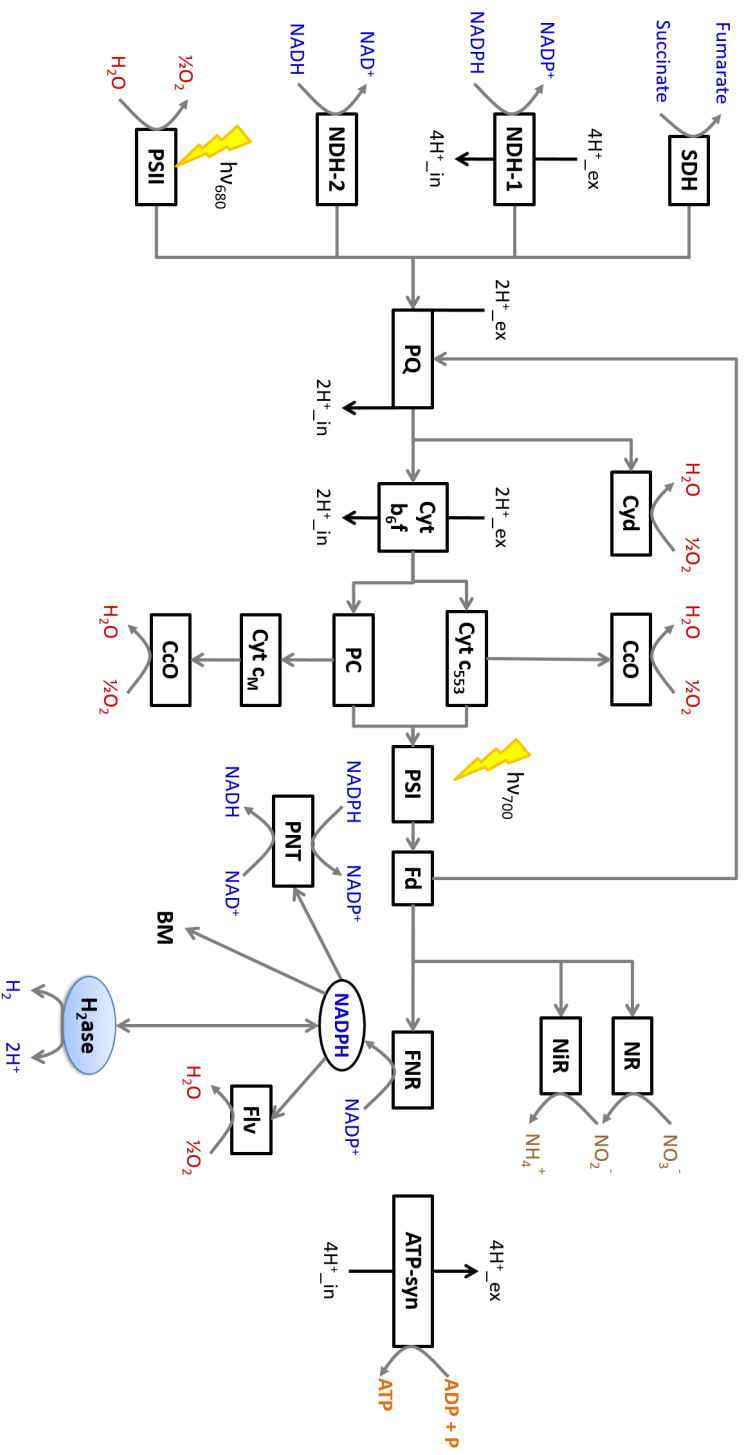 Fumarate
Succinate
SDH
NADP⁺
NADPH
4H⁺_ex
NDH-1
4H⁺_in
NAD⁺
NADH
NDH-2
½O₂
H₂O
hv₆₈₀
PSII
2H⁺_ex
PQ
2H⁺_in
H₂O
½O₂
Cyd
2H⁺_ex
Cyt
b₆f
2H⁺_in
H₂O
½O₂
CcO
Cyt c₅₅₃
PC
Cyt c_M
CcO
H₂O
½O₂
hv₇₀₀
PSI
Fd
NADPH
NADP⁺
PNT
NADH
NAD⁺
BM
NO₃⁻
NR
NO₂⁻
NiR
NH₄⁺
FNR
NADP⁺
NADPH
Flv
H₂O
½O₂
H₂ase
H₂
2H⁺
4H⁺_ex
ATP-syn
4H⁺_in
ADP + P
ATP